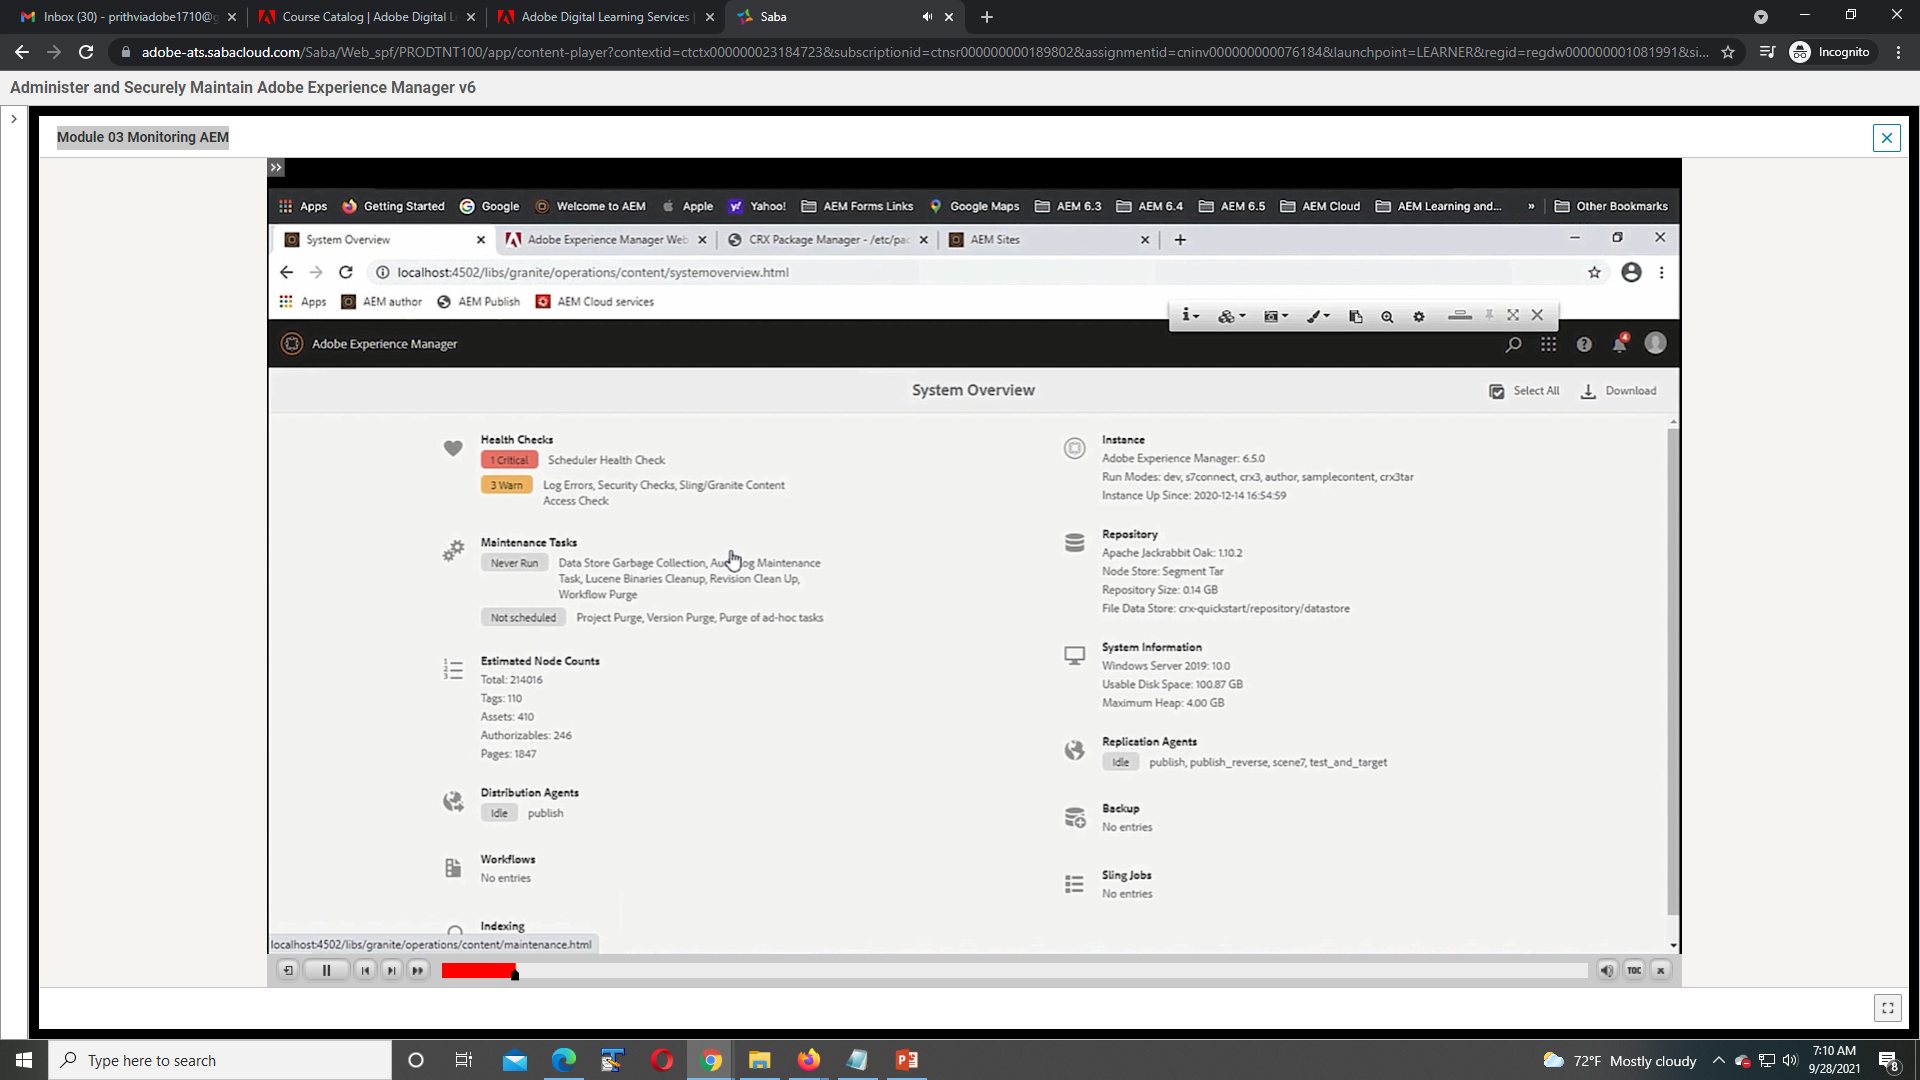 Inbox (30) - prithviadobe1710@g
Course Catalog | Adobe Digital L
Adobe Digital Learning Services |
Saba
adobe-ats.sabacloud.com/Saba/Web_spf/PRODTNT100/app/content-player?contextid=ctctx000000023184723&subscriptionid=ctnsr0000000000189802&assignmentid=cninv000000000076184&launchpoint=LEARNER&regid=regdw000000001081991&si...
Incognito
Administer and Securely Maintain Adobe Experience Manager v6
Module 03 Monitoring AEM
Apps
Getting Started
Google
Welcome to AEM
Apple
Yahoo!
AEM Forms Links
Google Maps
AEM 6.3
AEM 6.4
AEM 6.5
AEM Cloud
AEM Learning and...
»
Other Bookmarks
System Overview
Adobe Experience Manager Web
CRX Package Manager - /etc/pac
AEM Sites
localhost:4502/libs/granite/operations/content/systemoverview.html
Apps
AEM author
AEM Publish
AEM Cloud services
Adobe Experience Manager
4
System Overview
Select All
Download
Health Checks
1 Critical
Scheduler Health Check
3 Warn
Log Errors, Security Checks, Sling/Granite Content
Access Check
Maintenance Tasks
Never Run
Data Store Garbage Collection, Maintenance
Task, Lucene Binaries Cleanup, Revision Clean Up,
Workflow Purge
Not scheduled
Project Purge, Version Purge, Purge of ad-hoc tasks
Estimated Node Counts
Total: 214016
Tags: 110
Assets: 410
Authorizables: 246
Pages: 1847
Distribution Agents
Idle
publish
Workflows
No entries
Indexing
Instance
Adobe Experience Manager: 6.5.0
Run Modes: dev, s7connect, crx3, author, samplecontent, crx3tar
Instance Up Since: 2020-12-14 16:54:59
Repository
Apache Jackrabbit Oak: 1.10.2
Node Store: Segment Tar
Repository Size: 0.14 GB
File Data Store: crx-quickstart/repository/datastore
System Information
Windows Server 2019: 10.0
Usable Disk Space: 100.87 GB
Maximum Heap: 4.00 GB
Replication Agents
Idle
publish, publish_reverse, scene7, test_and_target
Backup
No entries
Sling Jobs
No entries
localhost:4502/libs/granite/operations/content/maintenance.html
TOC
Type here to search
72°F Mostly cloudy
7:10 AM
9/28/2021
8